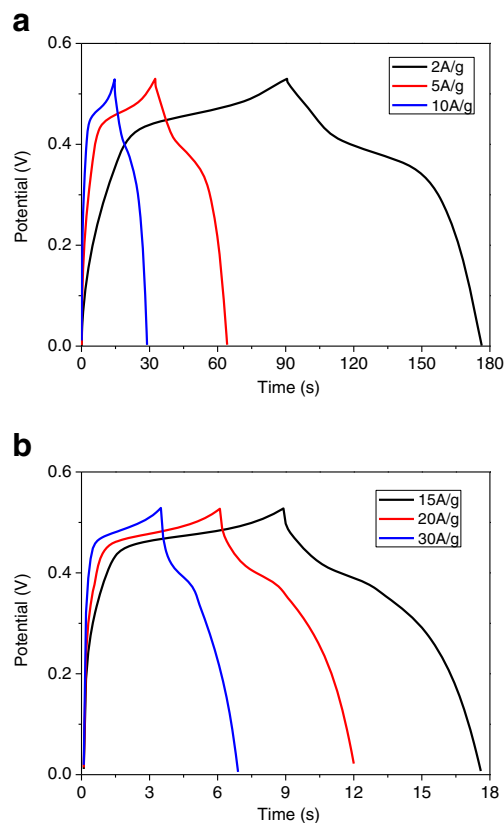 a
0.6
0.4
0.2
0.0
Potential (V)
2A/g
5A/g
10A/g
0 30 60 90 120 150 180
Time (s)
b
0.6
0.4
0.2
0.0
Potential (V)
15A/g
20A/g
30A/g
0 3 6 9 12 15 18
Time (s)